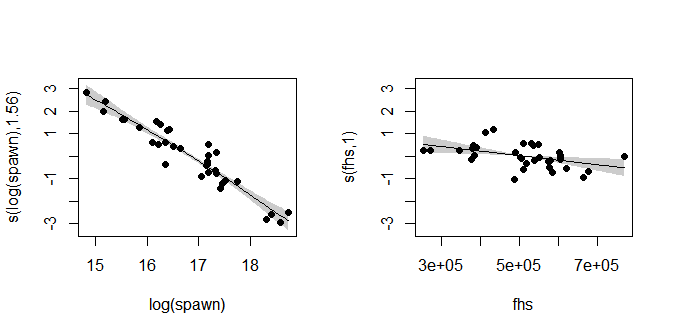 s(log(spawn),1.56)
3
2
1
-1
-3
15 16 17 18
log(spawn)
s(fhs,1)
3
2
1
-1
-3
3e+05 5e+05 7e+05
fhs